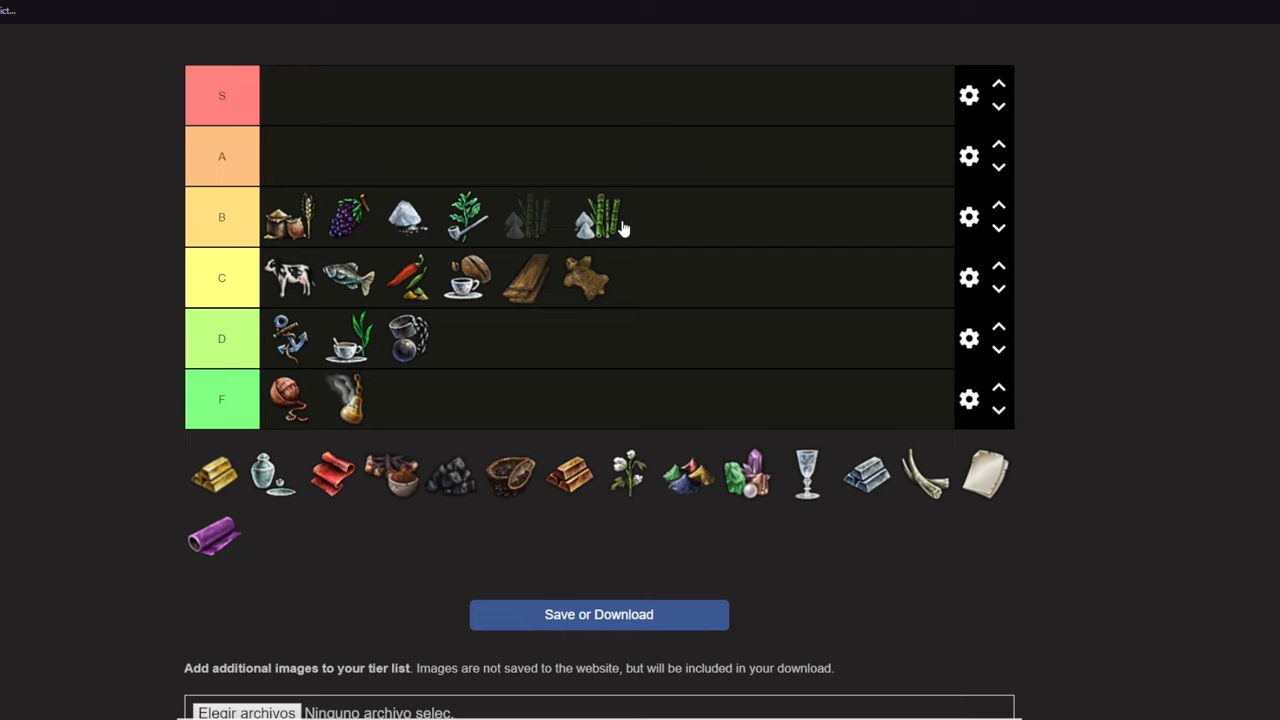 ict...
S
A
B
C
D
F
Save or Download
Add additional images to your tier list. Images are not saved to the website, but will be included in your download.
Elegir archivos Ninguno archivo selec.